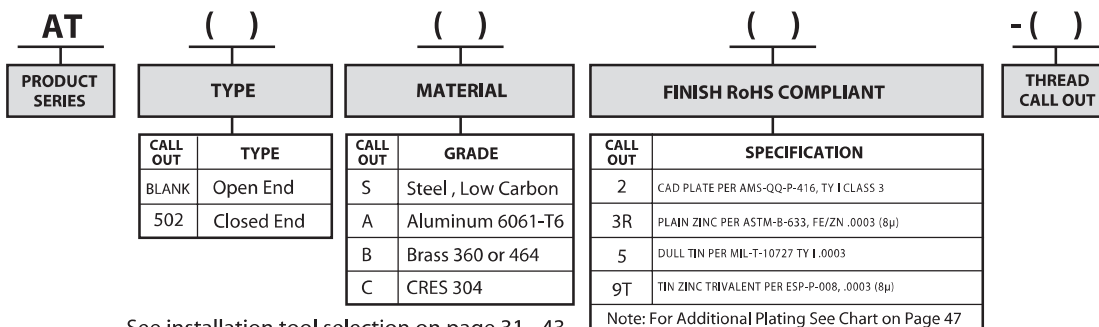 AT ( ) ( ) ( ) - ( )
PRODUCT SERIES
TYPE
MATERIAL
FINISH RoHS COMPLIANT
THREAD CALL OUT
CALL OUT TYPE
BLANK Open End
502 Closed End
CALL OUT GRADE
S Steel , Low Carbon
A Aluminum 6061-T6
B Brass 360 or 464
C CRES 304
CALL OUT SPECIFICATION
2 CAD PLATE PER AMS-QQ-P-416, TY I CLASS 3
3R PLAIN ZINC PER ASTM-B-633, FE/ZN .0003 (8µ)
5 DULL TIN PER MIL-T-10727 TY I .0003
9T TIN ZINC TRIVALENT PER ESP-P-008, .0003 (8µ)
Note: For Additional Plating See Chart on Page 47
See installation tool selection on page 31 - 43